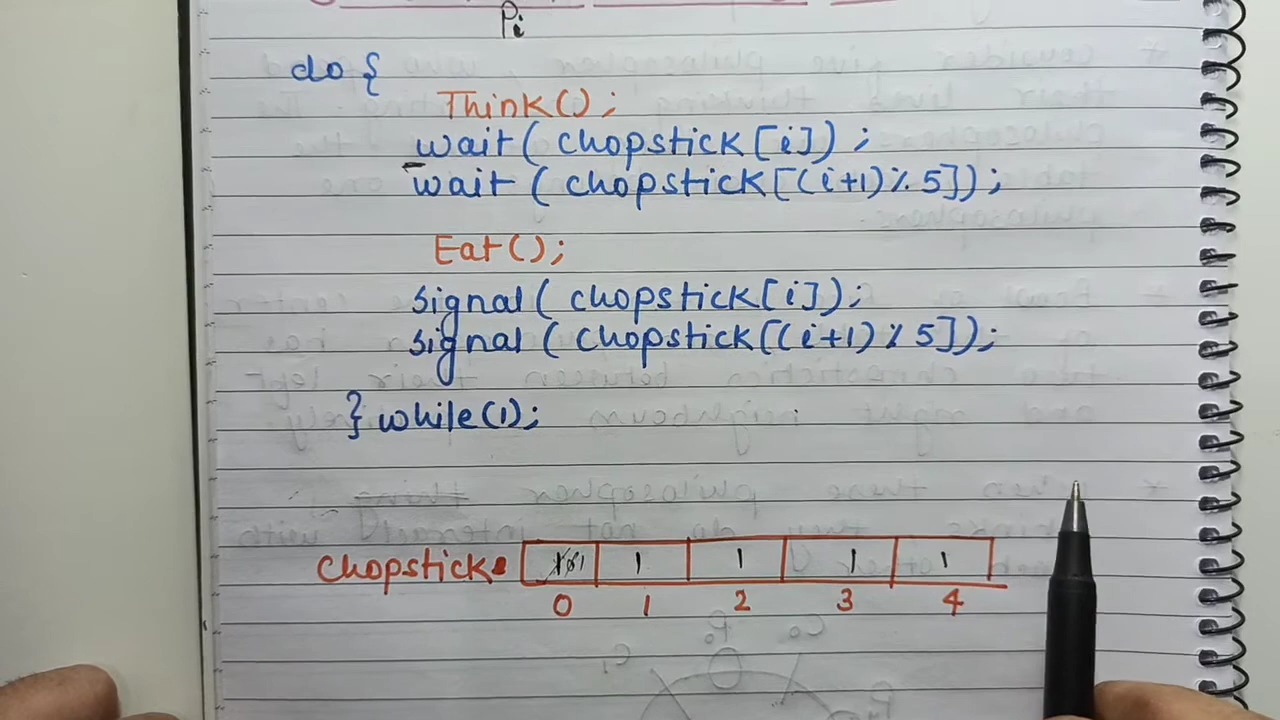 Pi
do {
Think();
wait( chopstick[i]) ;
wait ( chopstick[(i+1)%5]);
Eat();
signal( chopstick[i]);
signal ( chopstick[(i+1)%5]);
} while(1);
chopsticks 1 1 1 1
0 1 2 3 4